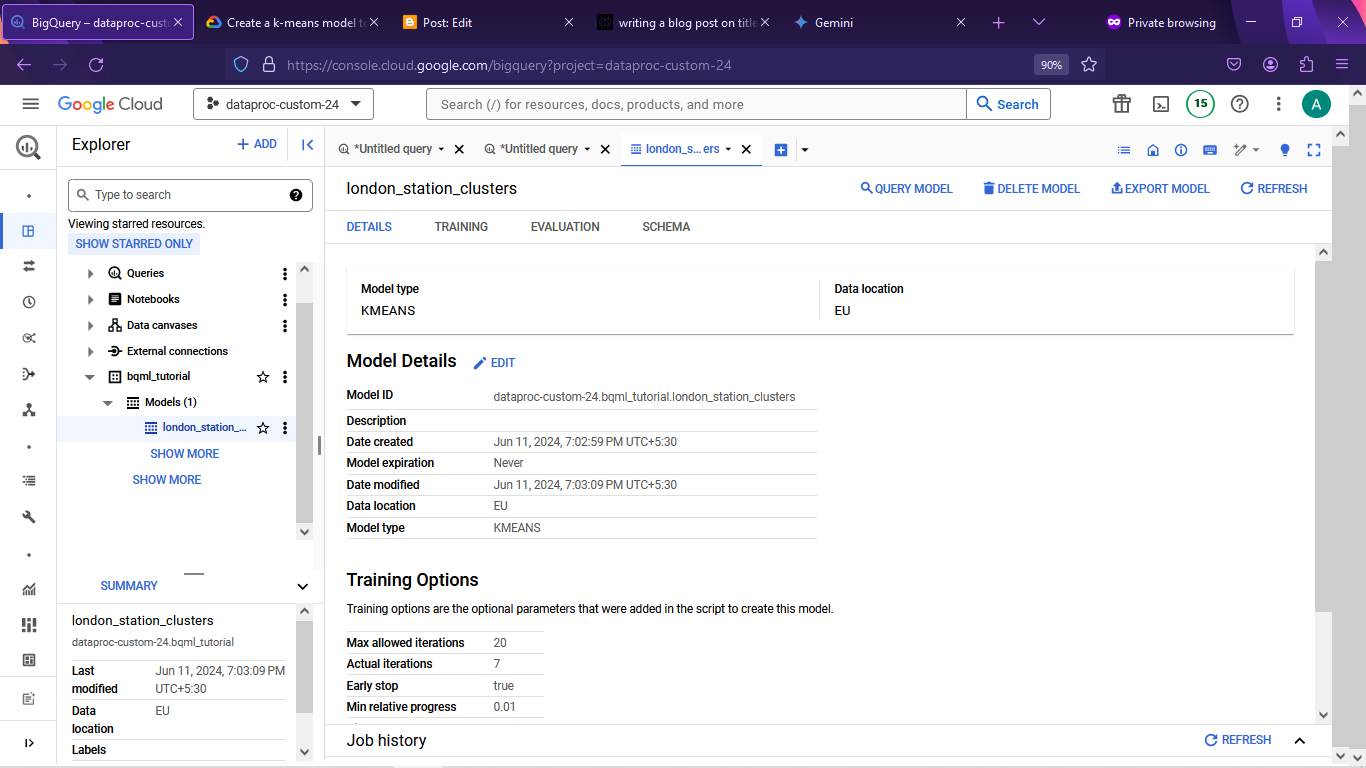 BigQuery – dataproc-cust
Create a k-means model to
Post: Edit
writing a blog post on title
Gemini
Private browsing
https://console.cloud.google.com/bigquery?project=dataproc-custom-24
90%
Google Cloud
dataproc-custom-24
Search (/) for resources, docs, products, and more
Search
15
A
Explorer
+ ADD
*Untitled query
*Untitled query
london_s... ers
Type to search
Viewing starred resources.
SHOW STARRED ONLY
Queries
Notebooks
Data canvases
External connections
bqml_tutorial
Models (1)
london_station_...
SHOW MORE
SHOW MORE
SUMMARY
london_station_clusters
dataproc-custom-24.bqml_tutorial
Last modified
Jun 11, 2024, 7:03:09 PM UTC+5:30
Data location
EU
Labels
london_station_clusters
QUERY MODEL
DELETE MODEL
EXPORT MODEL
REFRESH
DETAILS
TRAINING
EVALUATION
SCHEMA
Model type
KMEANS
Data location
EU
Model Details
EDIT
Model ID dataproc-custom-24.bqml_tutorial.london_station_clusters
Description
Date created Jun 11, 2024, 7:02:59 PM UTC+5:30
Model expiration Never
Date modified Jun 11, 2024, 7:03:09 PM UTC+5:30
Data location EU
Model type KMEANS
Training Options
Training options are the optional parameters that were added in the script to create this model.
Max allowed iterations 20
Actual iterations 7
Early stop true
Min relative progress 0.01
Job history
REFRESH